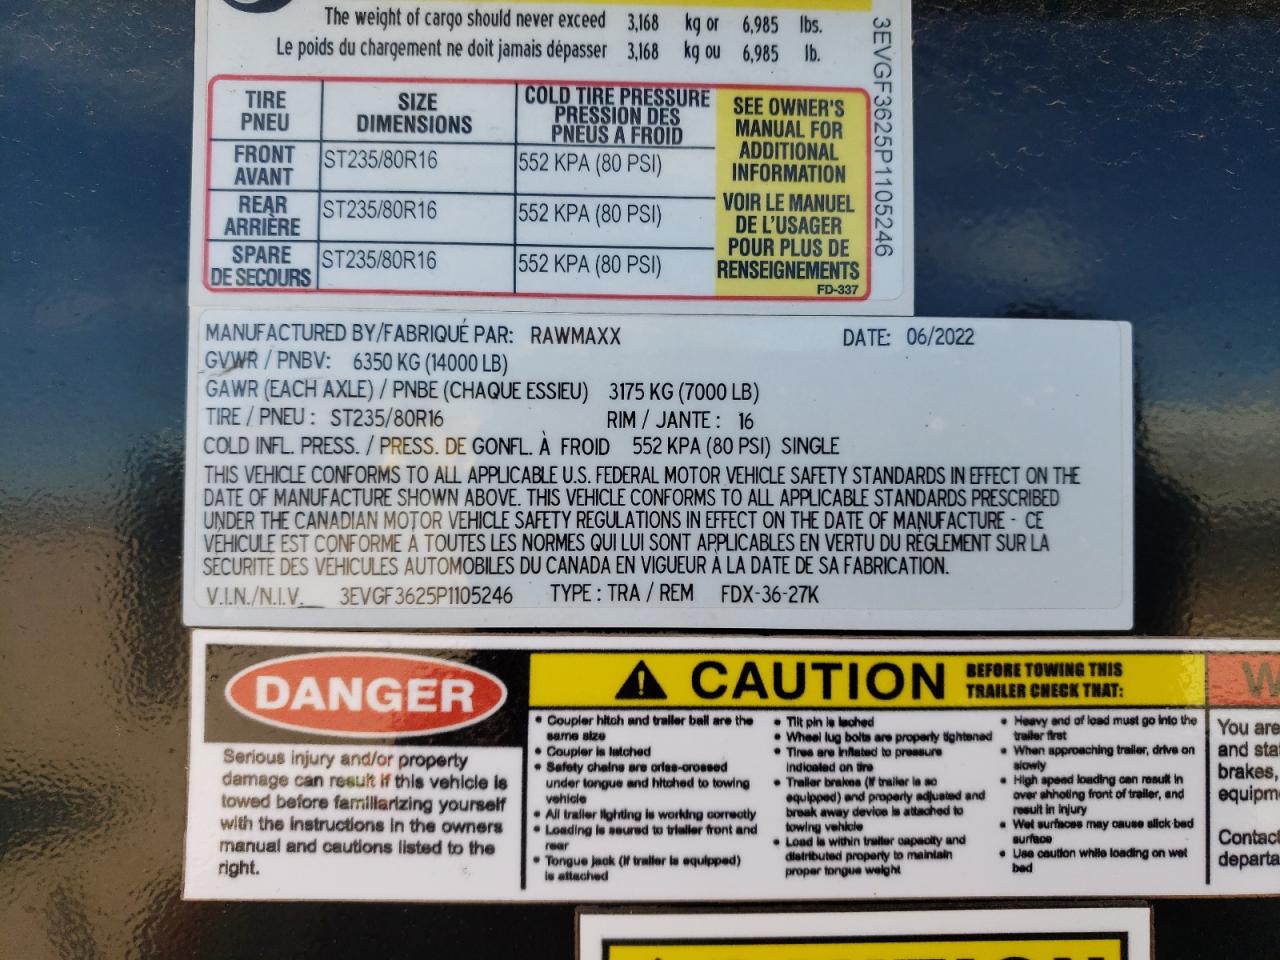 The weight of cargo should never exceed 3,168 kg or 6,985 lbs.
Le poids du chargement ne doit jamais dépasser 3,168 kg ou 6,985 lb.
TIRE PNEU
SIZE DIMENSIONS
COLD TIRE PRESSURE PRESSION DES PNEUS A FROID
FRONT AVANT
ST235/80R16
552 KPA (80 PSI)
REAR ARRIÈRE
ST235/80R16
552 KPA (80 PSI)
SPARE DE SECOURS
ST235/80R16
552 KPA (80 PSI)
SEE OWNER'S
MANUAL FOR
ADDITIONAL
INFORMATION
VOIR LE MANUEL
DE L'USAGER
POUR PLUS DE
RENSEIGNEMENTS
FD-337
3EVGF3625P1105246
MANUFACTURED BY/FABRIQUÉ PAR: RAWMAXX DATE: 06/2022
GVWR / PNBV: 6350 KG (14000 LB)
GAWR (EACH AXLE) / PNBE (CHAQUE ESSIEU) 3175 KG (7000 LB)
TIRE / PNEU : ST235/80R16 RIM / JANTE : 16
COLD INFL. PRESS. / PRESS. DE GONFL. À FROID 552 KPA (80 PSI) SINGLE
THIS VEHICLE CONFORMS TO ALL APPLICABLE U.S. FEDERAL MOTOR VEHICLE SAFETY STANDARDS IN EFFECT ON THE
DATE OF MANUFACTURE SHOWN ABOVE. THIS VEHICLE CONFORMS TO ALL APPLICABLE STANDARDS PRESCRIBED
UNDER THE CANADIAN MOTOR VEHICLE SAFETY REGULATIONS IN EFFECT ON THE DATE OF MANUFACTURE - CE
VÉHICULE EST CONFORME À TOUTES LES NORMES QUI LUI SONT APPLICABLES EN VERTU DU RÈGLEMENT SUR LA
SÉCURITÉ DES VÉHICULES AUTOMOBILES DU CANADA EN VIGUEUR À LA DATE DE SA FABRICATION.
V.I.N./N.I.V. 3EVGF3625P1105246 TYPE : TRA / REM FDX-36-27K
DANGER
Serious injury and/or property
damage can result if this vehicle is
towed before familiarizing yourself
with the instructions in the owners
manual and cautions listed to the
right.
CAUTION
BEFORE TOWING THIS
TRAILER CHECK THAT:
• Coupler hitch and trailer ball are the
same size
• Coupler is latched
• Safety chains are criss-crossed
under tongue and hitched to towing
vehicle
• All trailer lighting is working correctly
• Loading is seured to trialler front and
rear
• Tongue jack (if trailer is equipped)
is attached
• Tilt pin is lached
• Wheel lug bolts are properly tightened
• Tires are inflated to pressure
indicated on tire
• Trailer brakes (if trailer is so
equipped) and properly adjusted and
break away device is attached to
towing vehicle
• Load is within trailer capacity and
distributed properly to maintain
proper tongue weight
• Heavy end of load must go into the
trailer first
• When approaching trailer, drive on
slowly
• High speed loading can result in
over shhoting front of trailer, and
result in injury
• Wet surfaces may cause slick bed
surface
• Use caution while loading on wet
bed
You are
and sta
brakes,
equipm
Contac
departa